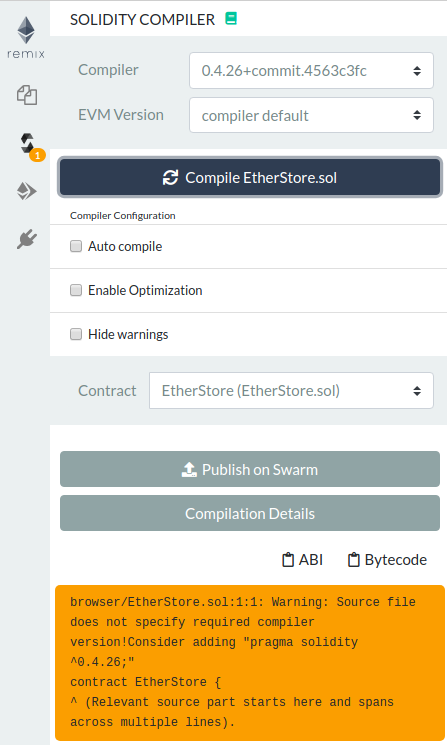 SOLIDITY COMPILER
remix
Compiler
0.4.26+commit.4563c3fc
EVM Version
compiler default
1
Compile EtherStore.sol
Compiler Configuration
Auto compile
Enable Optimization
Hide warnings
Contract
EtherStore (EtherStore.sol)
Publish on Swarm
Compilation Details
ABI
Bytecode
browser/EtherStore.sol:1:1: Warning: Source file
does not specify required compiler
version!Consider adding "pragma solidity
^0.4.26;"
contract EtherStore {
^ (Relevant source part starts here and spans
across multiple lines).